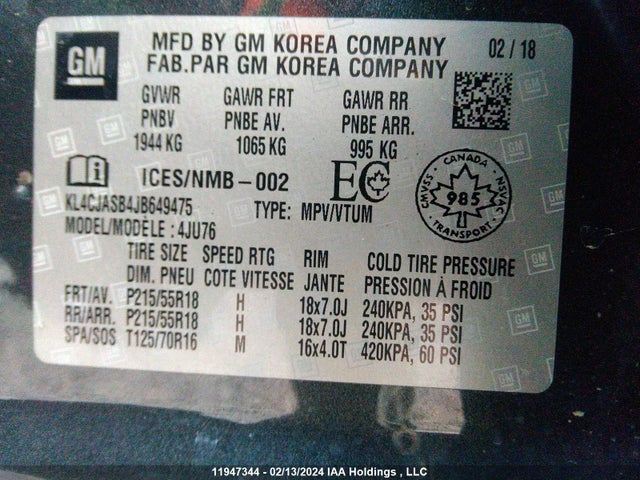 GM
MFD BY GM KOREA COMPANY 02 / 18
FAB.PAR GM KOREA COMPANY
GVWR GAWR FRT GAWR RR
PNBV PNBE AV. PNBE ARR.
1944 KG 1065 KG 995 KG
ICES/NMB-002 EC
CANADA
CMVSS 985 NSVAC
TRANSPORT
KL4CJASB4JB649475 TYPE: MPV/VTUM
MODEL/MODÈLE : 4JU76
TIRE SIZE SPEED RTG RIM COLD TIRE PRESSURE
DIM. PNEU COTE VITESSE JANTE PRESSION À FROID
FRT/AV. P215/55R18 H 18x7.0J 240KPA, 35 PSI
RR/ARR. P215/55R18 H 18x7.0J 240KPA, 35 PSI
SPA/SOS T125/70R16 M 16x4.0T 420KPA, 60 PSI
11947344 - 02/13/2024 IAA Holdings , LLC